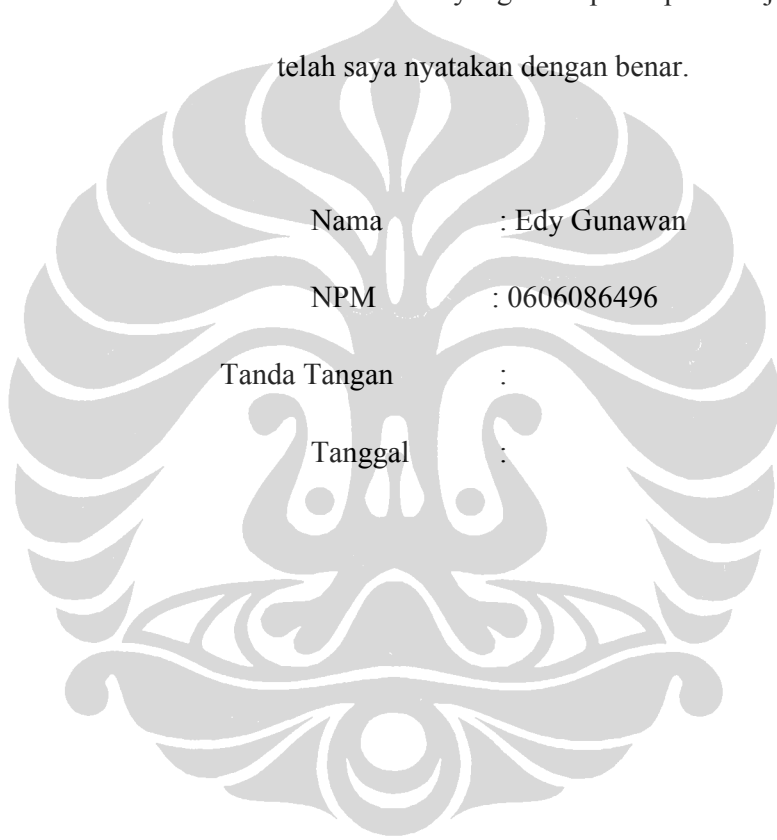 telah saya nyatakan dengan benar.
Nama : Edy Gunawan
NPM : 0606086496
Tanda Tangan :
Tanggal :